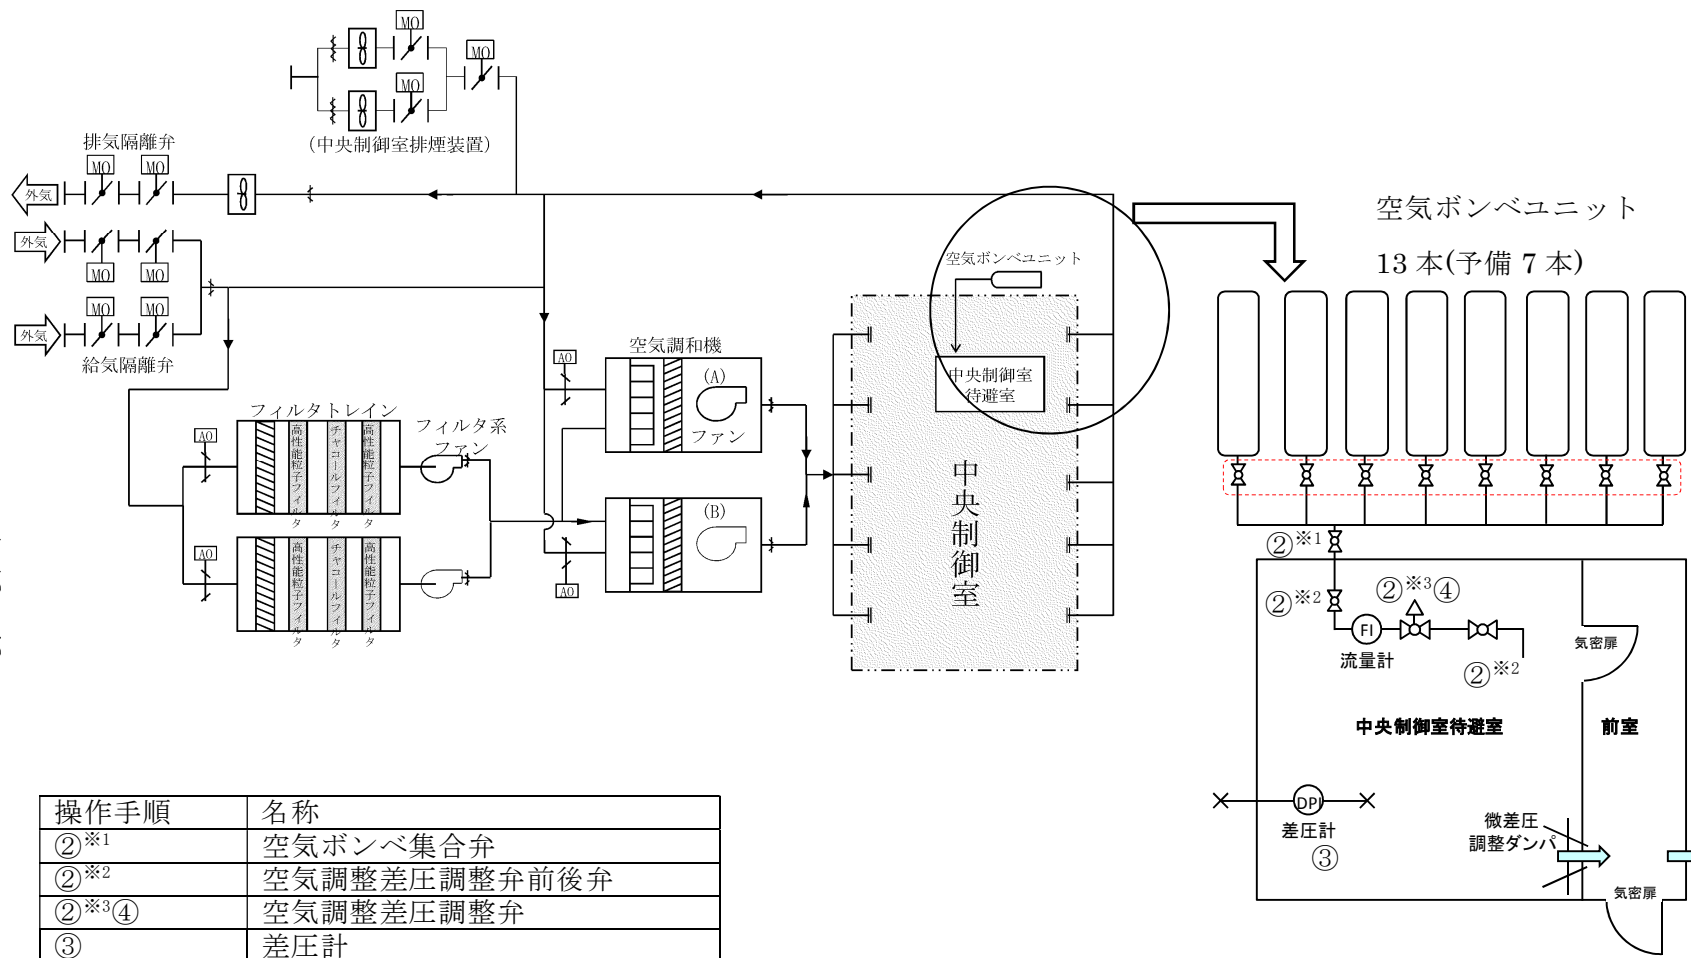 MO
MO
MO
(中央制御室排煙装置)
排気隔離弁
MO
MO
外気
外気
MO
MO
MO
MO
外気
給気隔離弁
空気ボンベユニット
13 本(予備 7 本)
空気ボンベユニット
中央制御室
待避室
空気調和機
AO
(A)
ファン
(B)
AO
フィルタトレイン
フィルタ系
ファン
AO
高性能粒子フィルタ
チャコールフィルタ
高性能粒子フィルタ
AO
高性能粒子フィルタ
チャコールフィルタ
高性能粒子フィルタ
中央制御室
②※1
②※2
②※3④
FI
流量計
②※2
気密扉
中央制御室待避室
前室
DPI
差圧計
③
微差圧
調整ダンパ
気密扉
操作手順 名称
②※1 空気ボンベ集合弁
②※2 空気調整差圧調整弁前後弁
②※3④ 空気調整差圧調整弁
③ 差圧計